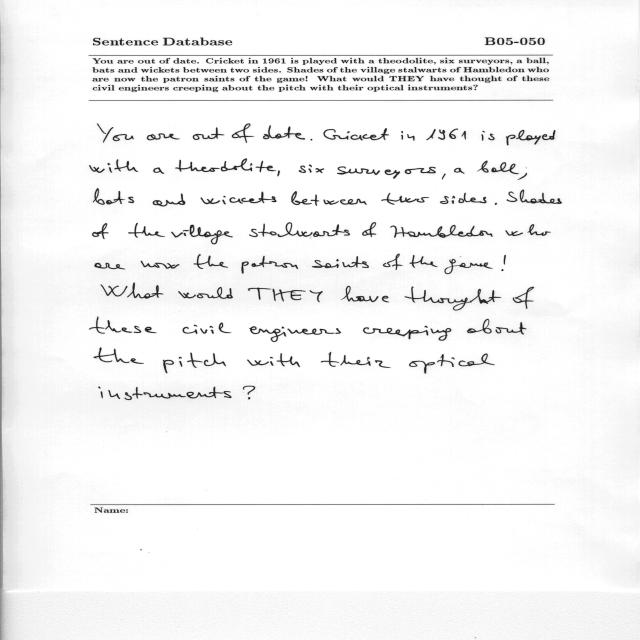 Sentence Database B05-050
You are out of date. Cricket in 1961 is played with a theodolite, six surveyors, a ball,
bats and wickets between two sides. Shades of the village stalwarts of Hambledon who
are now the patron saints of the game! What would THEY have thought of these
civil engineers creeping about the pitch with their optical instruments?
You are out of date. Cricket in 1961 is played
with a theodolite, six surveyors, a ball,
bats and wickets between two sides. Shades
of the village stalwarts of Hambledon who
are now the patron saints of the game!
What would THEY have thought of
these civil engineers creeping about
the pitch with their optical
instruments?
Name: